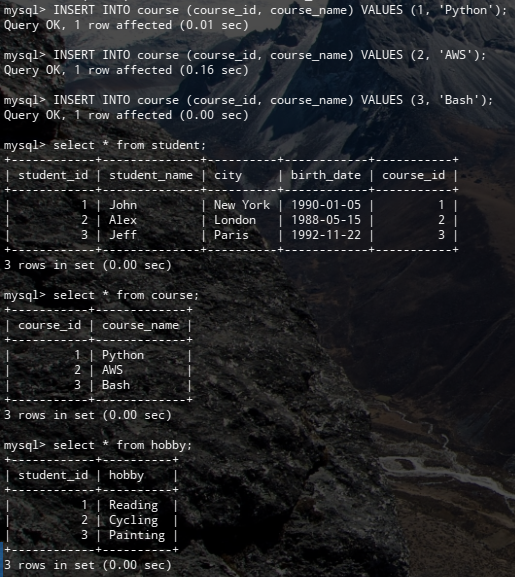 mysql> INSERT INTO course (course_id, course_name) VALUES (1, 'Python');
Query OK, 1 row affected (0.01 sec)
mysql> INSERT INTO course (course_id, course_name) VALUES (2, 'AWS');
Query OK, 1 row affected (0.16 sec)
mysql> INSERT INTO course (course_id, course_name) VALUES (3, 'Bash');
Query OK, 1 row affected (0.00 sec)
mysql> select * from student;
+------------+--------------+----------+------------+-----------+
| student_id | student_name | city     | birth_date | course_id |
+------------+--------------+----------+------------+-----------+
|          1 | John         | New York | 1990-01-05 |         1 |
|          2 | Alex         | London   | 1988-05-15 |         2 |
|          3 | Jeff         | Paris    | 1992-11-22 |         3 |
+------------+--------------+----------+------------+-----------+
3 rows in set (0.00 sec)
mysql> select * from course;
+-----------+-------------+
| course_id | course_name |
+-----------+-------------+
|         1 | Python      |
|         2 | AWS         |
|         3 | Bash        |
+-----------+-------------+
3 rows in set (0.00 sec)
mysql> select * from hobby;
+------------+----------+
| student_id | hobby    |
+------------+----------+
|          1 | Reading  |
|          2 | Cycling  |
|          3 | Painting |
+------------+----------+
3 rows in set (0.00 sec)